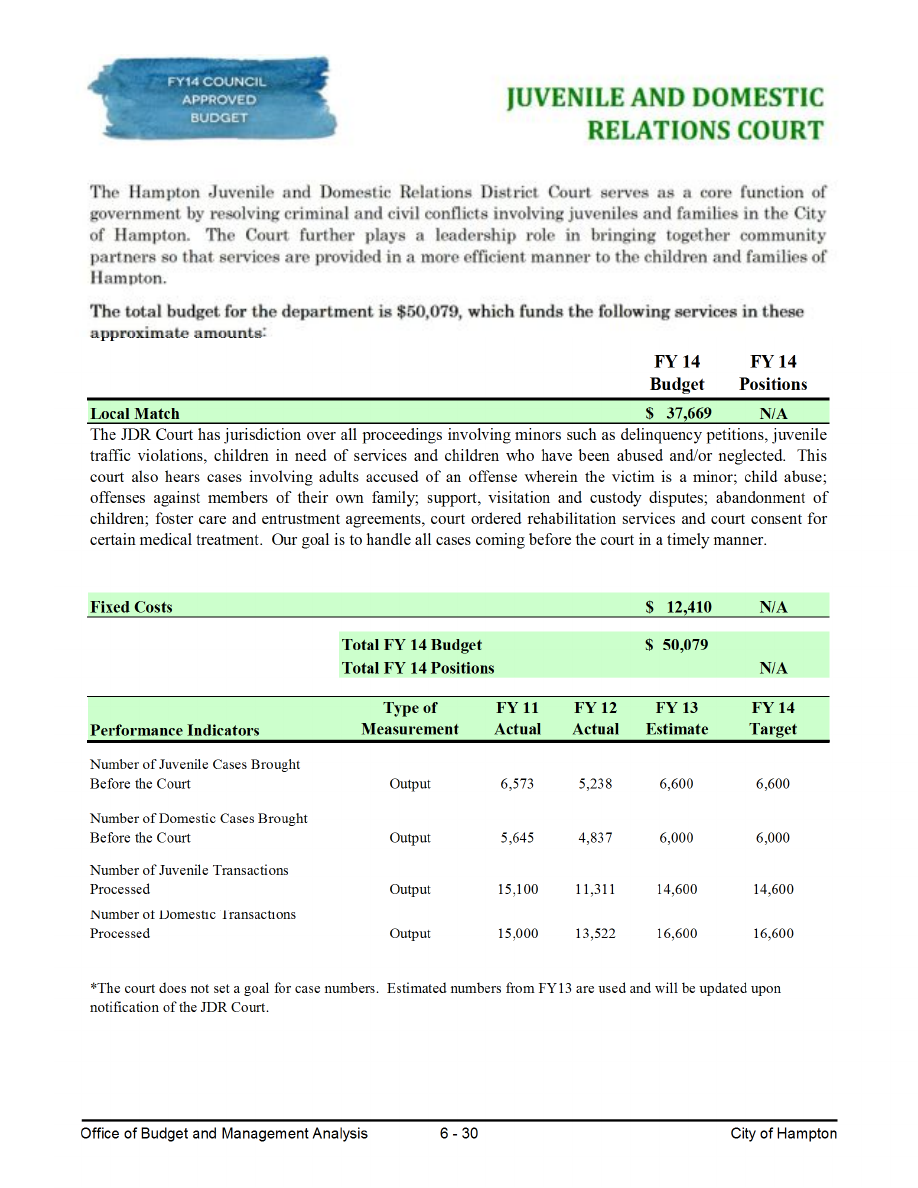 FY14 COUNCIL
APPROVED
BUDGET
JUVENILE AND DOMESTIC
RELATIONS COURT
The Hampton Juvenile and Domestic Relations District Court serves as a core function of
government by resolving criminal and civil conflicts involving juveniles and families in the City
of Hampton. The Court further plays a leadership role in bringing together community
partners so that services are provided in a more efficient manner to the children and families of
Hampton.
The total budget for the department is $50,079, which funds the following services in these
approximate amounts:
FY 14 FY 14
Budget Positions
Local Match $ 37,669 N/A
The JDR Court has jurisdiction over all proceedings involving minors such as delinquency petitions, juvenile
traffic violations, children in need of services and children who have been abused and/or neglected. This
court also hears cases involving adults accused of an offense wherein the victim is a minor; child abuse;
offenses against members of their own family; support, visitation and custody disputes; abandonment of
children; foster care and entrustment agreements, court ordered rehabilitation services and court consent for
certain medical treatment. Our goal is to handle all cases coming before the court in a timely manner.
Fixed Costs $ 12,410 N/A
Total FY 14 Budget $ 50,079
Total FY 14 Positions N/A
Type of FY 11 FY 12 FY 13 FY 14
Performance Indicators Measurement Actual Actual Estimate Target
Number of Juvenile Cases Brought
Before the Court Output 6,573 5,238 6,600 6,600
Number of Domestic Cases Brought
Before the Court Output 5,645 4,837 6,000 6,000
Number of Juvenile Transactions
Processed Output 15,100 11,311 14,600 14,600
Number of Domestic Transactions
Processed Output 15,000 13,522 16,600 16,600
*The court does not set a goal for case numbers. Estimated numbers from FY13 are used and will be updated upon
notification of the JDR Court.
Office of Budget and Management Analysis 6 - 30 City of Hampton